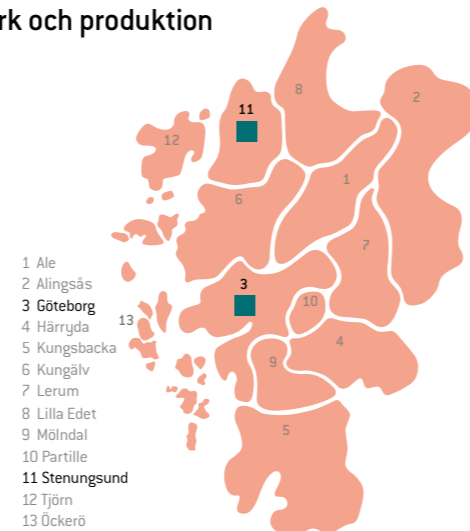 rk och produktion
8
2
11
12
1
6
7
3
10
13
4
9
5
1 Ale
2 Alingsås
3 Göteborg
4 Härryda
5 Kungsbacka
6 Kungälv
7 Lerum
8 Lilla Edet
9 Mölndal
10 Partille
11 Stenungsund
12 Tjörn
13 Öckerö